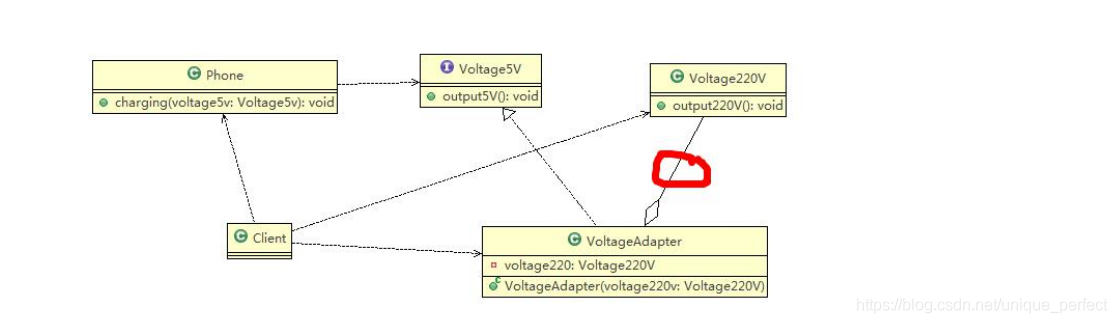 C Phone
charging(voltage5v: Voltage5v): void
I Voltage5V
output5V(): void
C Voltage220V
output220V(): void
C Client
C VoltageAdapter
voltage220: Voltage220V
C VoltageAdapter(voltage220v: Voltage220V)
https://blog.csdn.net/unique_perfect